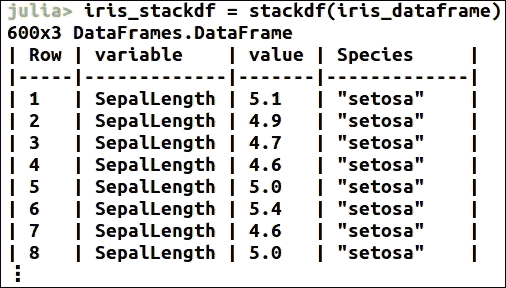 julia> iris_stackdf = stackdf(iris_dataframe)
600x3 DataFrames.DataFrame
| Row | variable    | value | Species     |
|-----|-------------|-------|-------------|
| 1   | SepalLength | 5.1   | "setosa"    |
| 2   | SepalLength | 4.9   | "setosa"    |
| 3   | SepalLength | 4.7   | "setosa"    |
| 4   | SepalLength | 4.6   | "setosa"    |
| 5   | SepalLength | 5.0   | "setosa"    |
| 6   | SepalLength | 5.4   | "setosa"    |
| 7   | SepalLength | 4.6   | "setosa"    |
| 8   | SepalLength | 5.0   | "setosa"    |
⋮